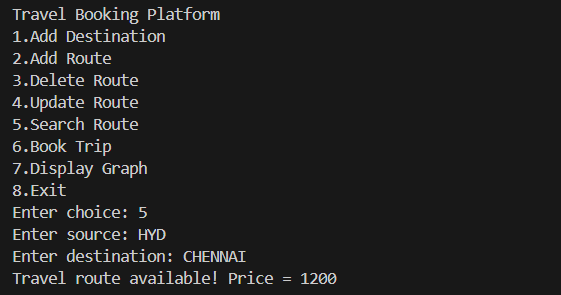 Travel Booking Platform
1.Add Destination
2.Add Route
3.Delete Route
4.Update Route
5.Search Route
6.Book Trip
7.Display Graph
8.Exit
Enter choice: 5
Enter source: HYD
Enter destination: CHENNAI
Travel route available! Price = 1200